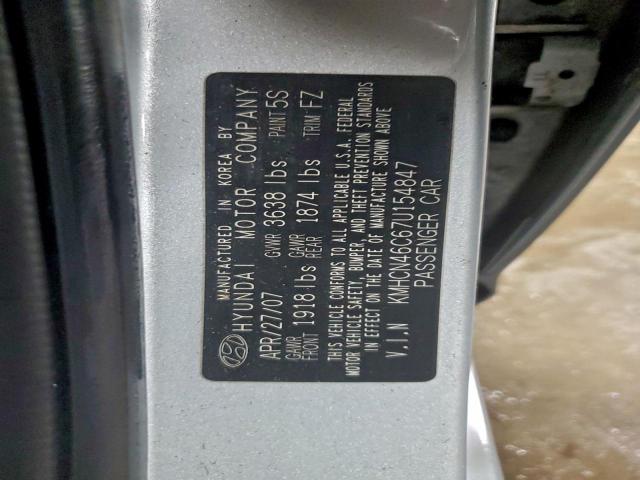 MANUFACTURED IN KOREA BY
HYUNDAI MOTOR COMPANY
APR/27/07 GVWR 3638 lbs PAINT 5S
GAWR FRONT 1918 lbs GAWR REAR 1874 lbs TRIM FZ
THIS VEHICLE CONFORMS TO ALL APPLICABLE U.S.A. FEDERAL
MOTOR VEHICLE SAFETY, BUMPER, AND THEFT PREVENTION STANDARDS
IN EFFECT ON THE DATE OF MANUFACTURE SHOWN ABOVE
V.I.N KMHCN46C67U154847
PASSENGER CAR